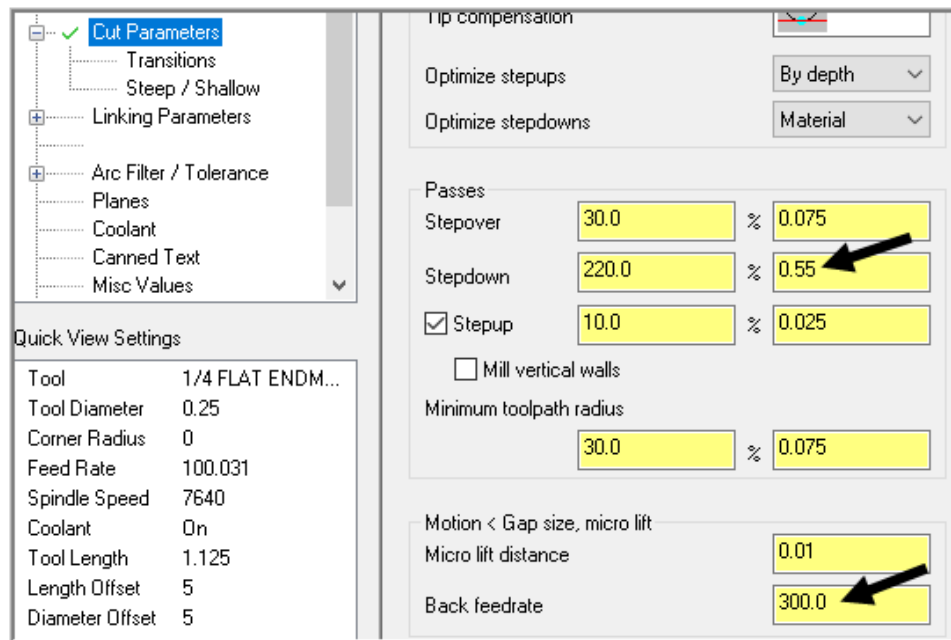 Cut Parameters
Transitions
Steep / Shallow
Linking Parameters
Arc Filter / Tolerance
Planes
Coolant
Canned Text
Misc Values
Quick View Settings
Tool 1/4 FLAT ENDM...
Tool Diameter 0.25
Corner Radius 0
Feed Rate 100.031
Spindle Speed 7640
Coolant On
Tool Length 1.125
Length Offset 5
Diameter Offset 5
Tip compensation
Optimize stepups By depth
Optimize stepdowns Material
Passes
Stepover 30.0 % 0.075
Stepdown 220.0 % 0.55
Stepup 10.0 % 0.025
Mill vertical walls
Minimum toolpath radius
30.0 % 0.075
Motion < Gap size, micro lift
Micro lift distance 0.01
Back feedrate 300.0